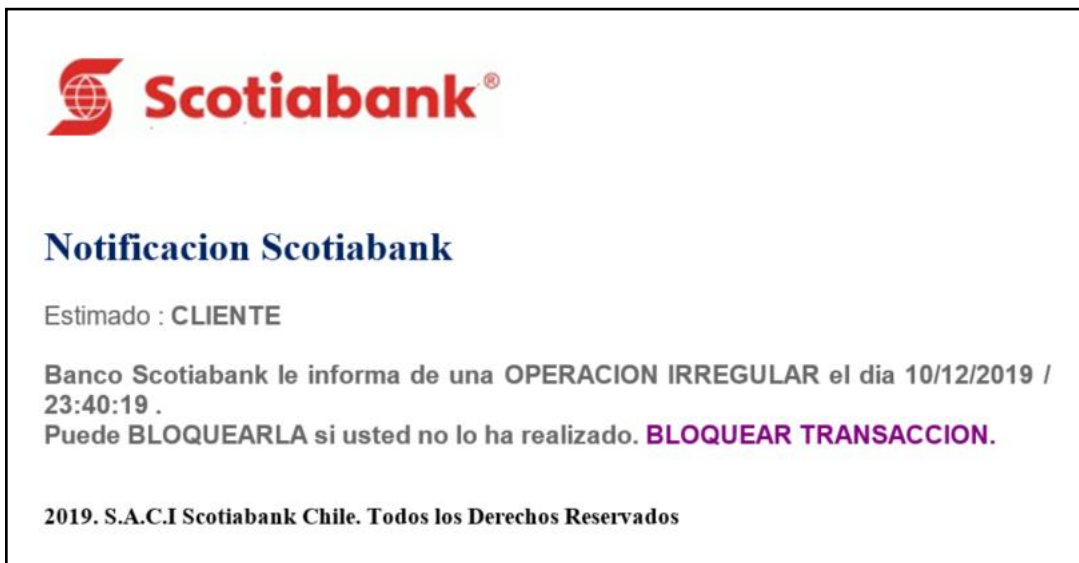 Scotiabank®
Notificacion Scotiabank
Estimado : CLIENTE
Banco Scotiabank le informa de una OPERACION IRREGULAR el dia 10/12/2019 /
23:40:19 .
Puede BLOQUEARLA si usted no lo ha realizado. BLOQUEAR TRANSACCION.
2019. S.A.C.I Scotiabank Chile. Todos los Derechos Reservados